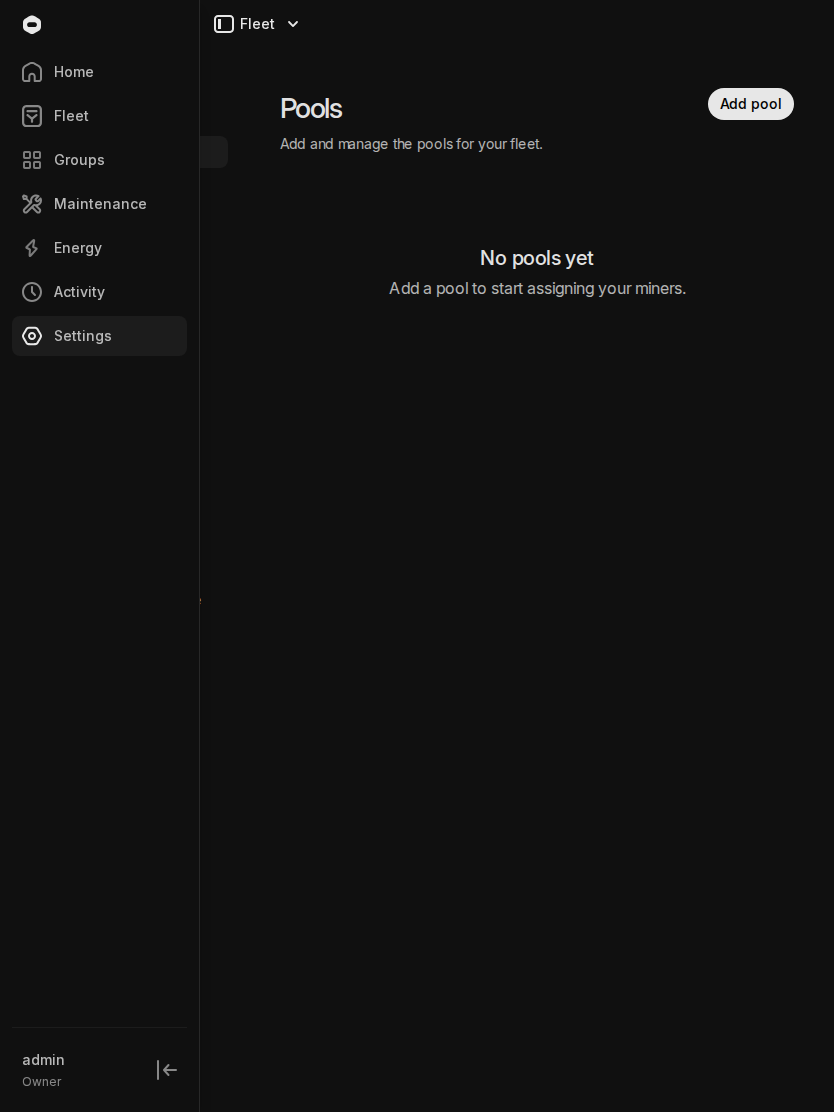 Fleet
Home
Fleet
Groups
Maintenance
Energy
Activity
Settings
Pools
Add pool
Add and manage the pools for your fleet.
No pools yet
Add a pool to start assigning your miners.
admin
Owner